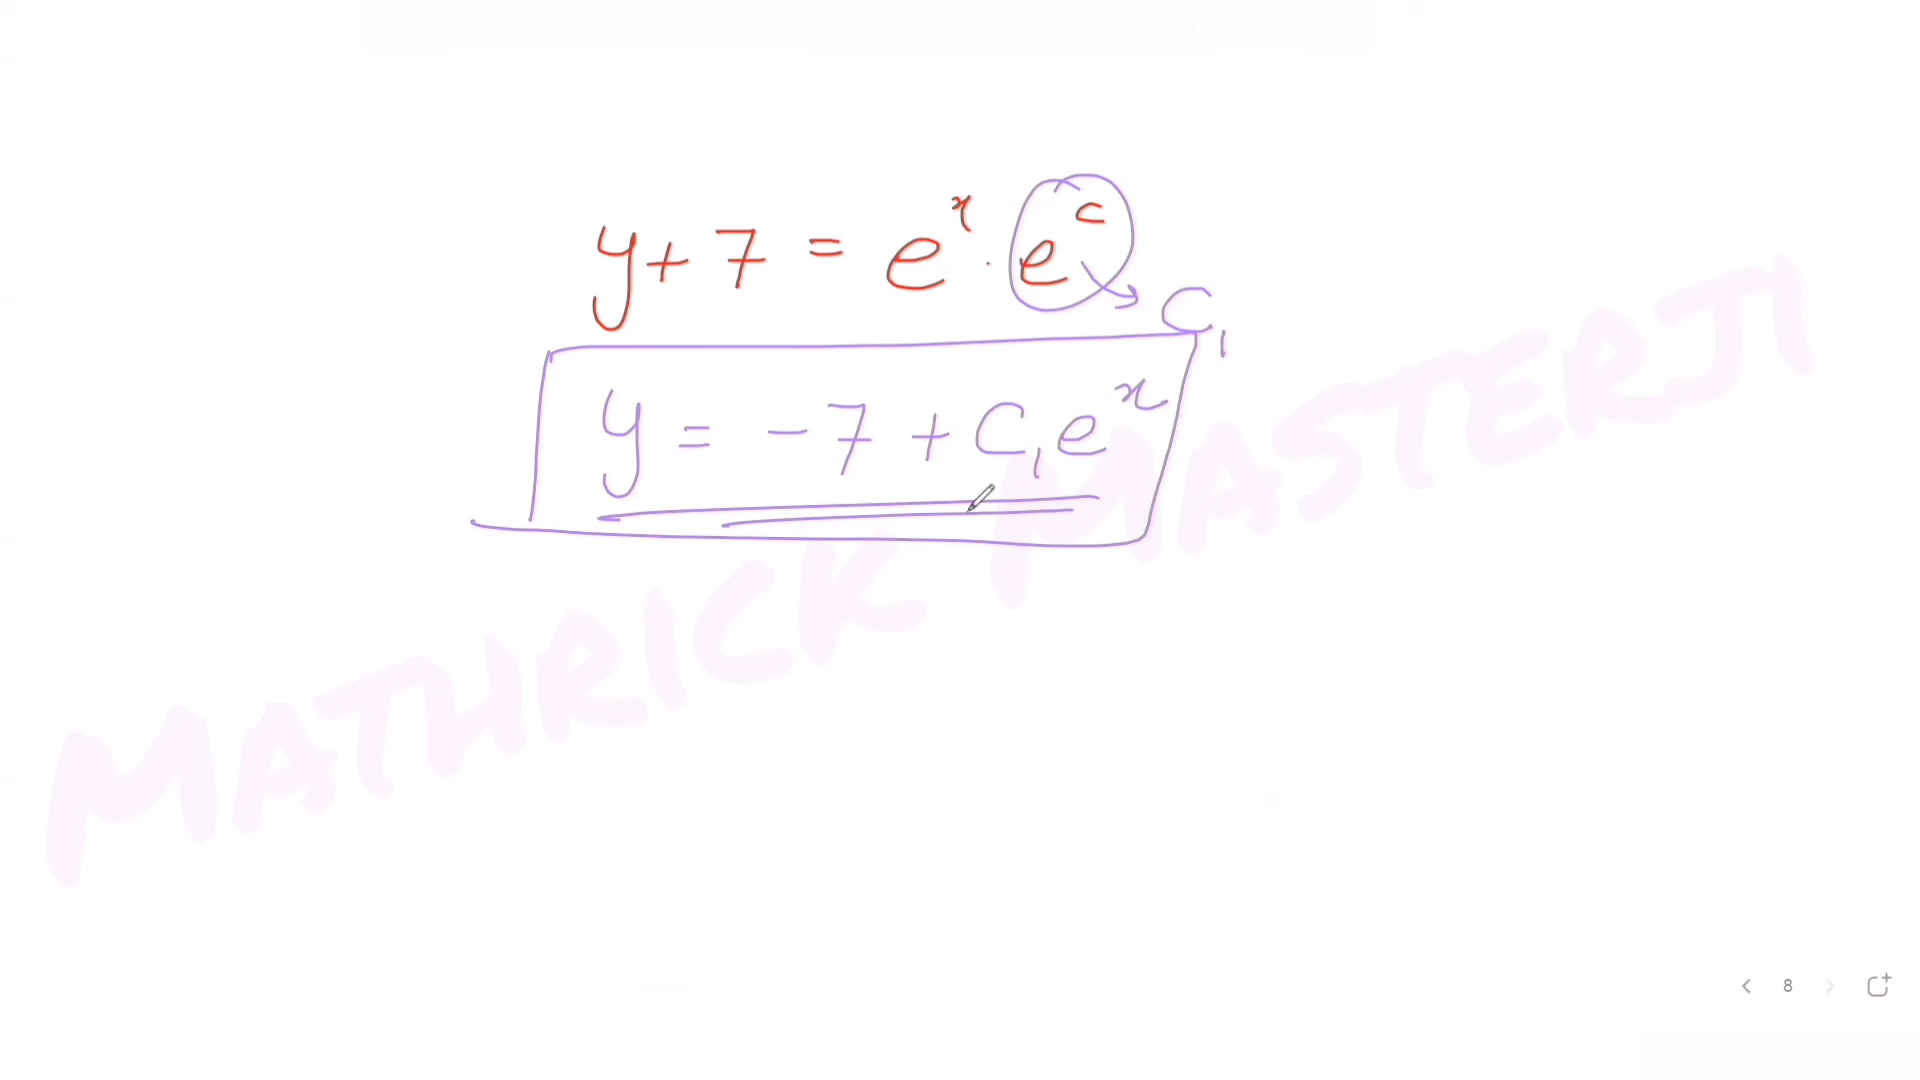 y + 7 = e^x · e^c
C₁
y = -7 + C₁e^x
MATHRICK MASTERJI
8